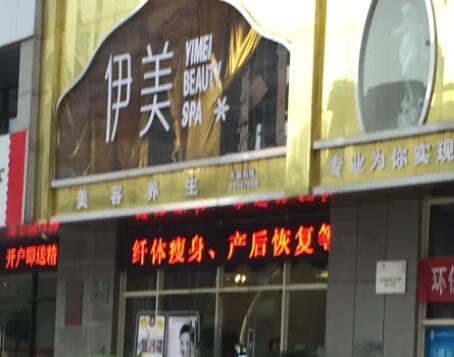 伊美
YIMEI
BEAUTY
SPA
美容养生
专业为你实现
开户即送精
纤体瘦身、产后恢复等
环保